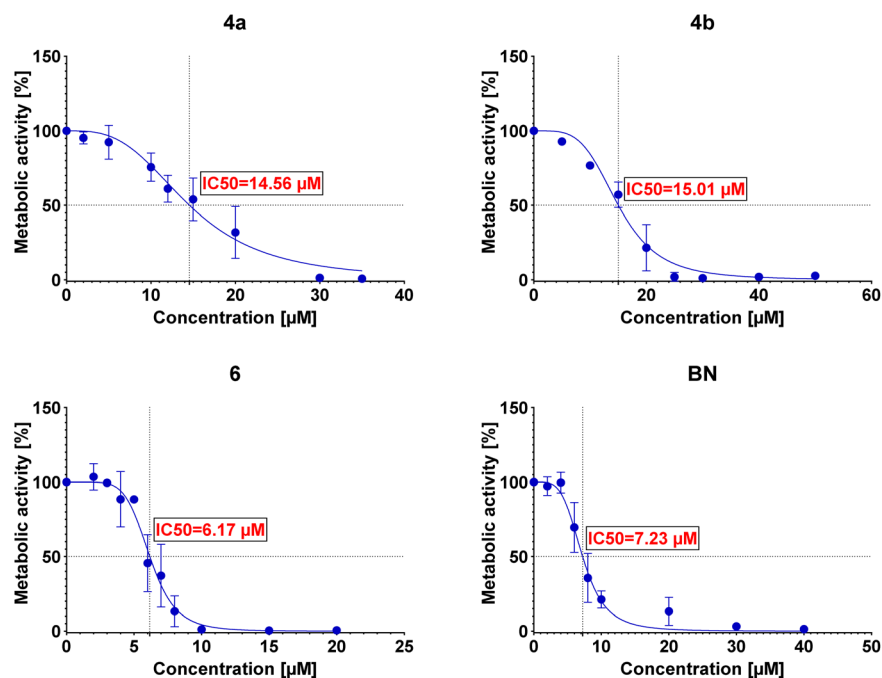 4a
Metabolic activity [%]
150
100
50
0
IC50=14.56 µM
0 10 20 30 40
Concentration [µM]
4b
Metabolic activity [%]
150
100
50
0
IC50=15.01 µM
0 20 40 60
Concentration [µM]
6
Metabolic activity [%]
150
100
50
0
IC50=6.17 µM
0 5 10 15 20 25
Concentration [µM]
BN
Metabolic activity [%]
150
100
50
0
IC50=7.23 µM
0 10 20 30 40 50
Concentration [µM]